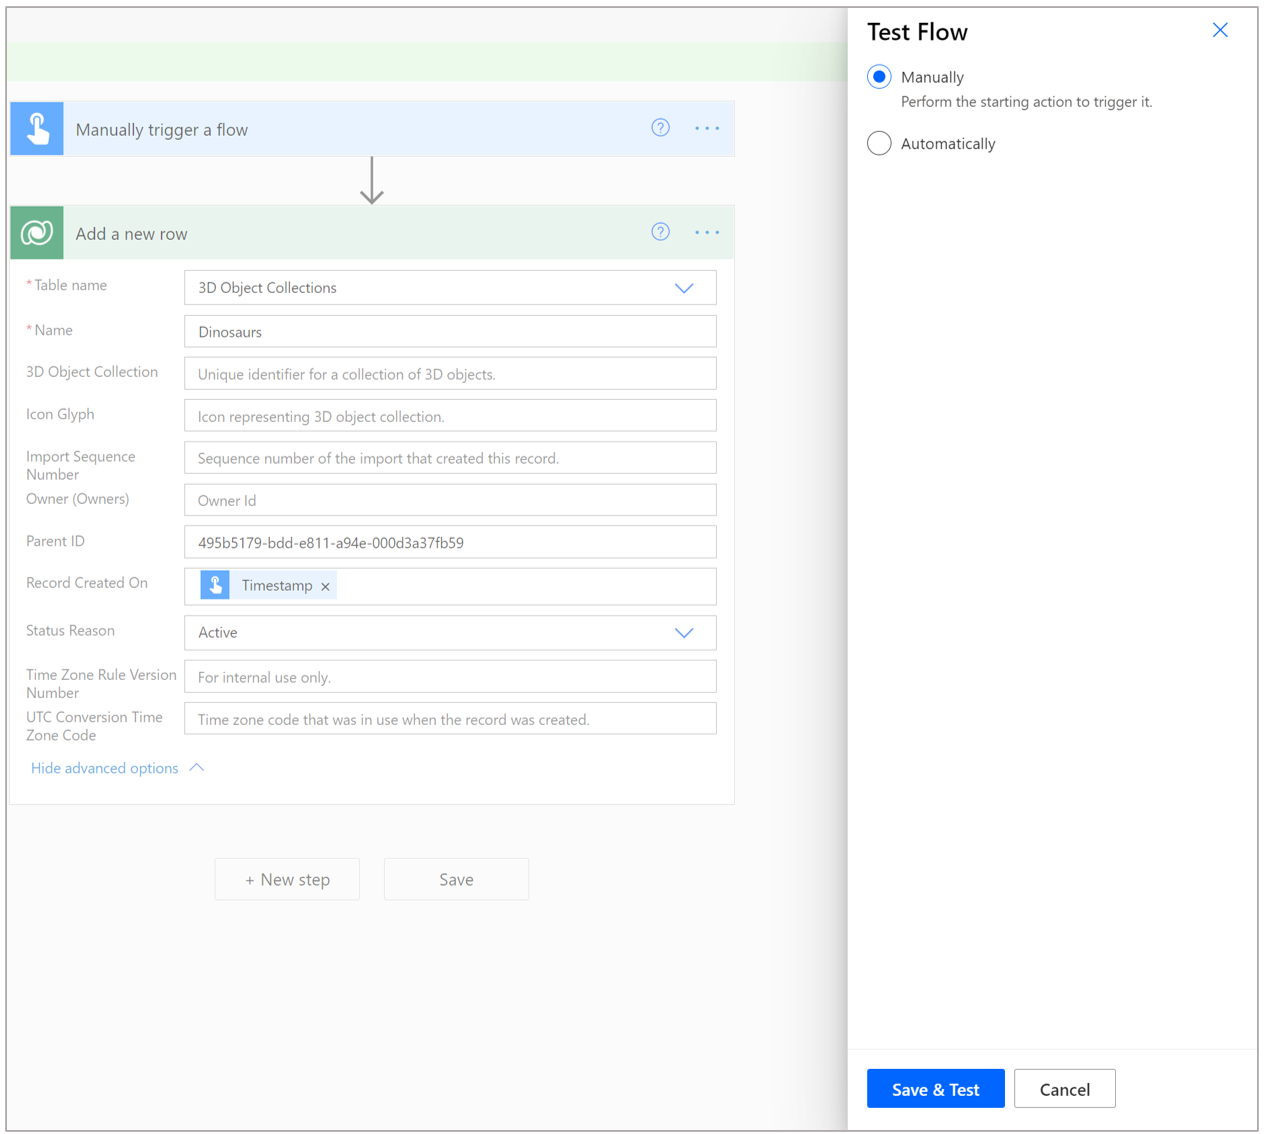 Test Flow
Manually
Perform the starting action to trigger it.
Automatically
Manually trigger a flow
Add a new row
* Table name
3D Object Collections
* Name
Dinosaurs
3D Object Collection
Unique identifier for a collection of 3D objects.
Icon Glyph
Icon representing 3D object collection.
Import Sequence
Number
Sequence number of the import that created this record.
Owner (Owners)
Owner Id
Parent ID
495b5179-bdd-e811-a94e-000d3a37fb59
Record Created On
Timestamp ×
Status Reason
Active
Time Zone Rule Version
Number
For internal use only.
UTC Conversion Time
Zone Code
Time zone code that was in use when the record was created.
Hide advanced options
+ New step
Save
Save & Test
Cancel